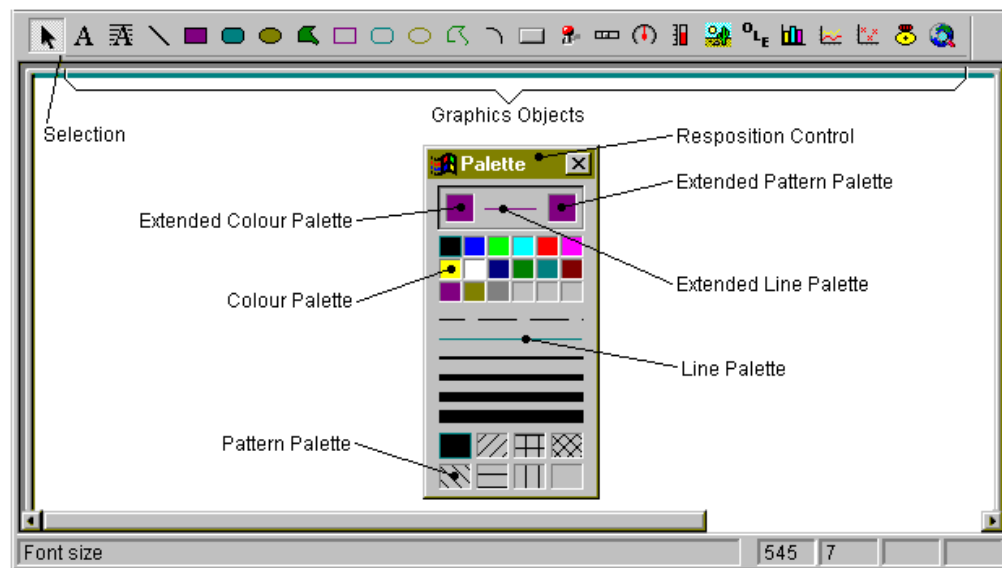 A A
OLE
Graphics Objects
Selection
Resposition Control
Palette
Extended Pattern Palette
Extended Colour Palette
Extended Line Palette
Colour Palette
Line Palette
Pattern Palette
Font size 545 7